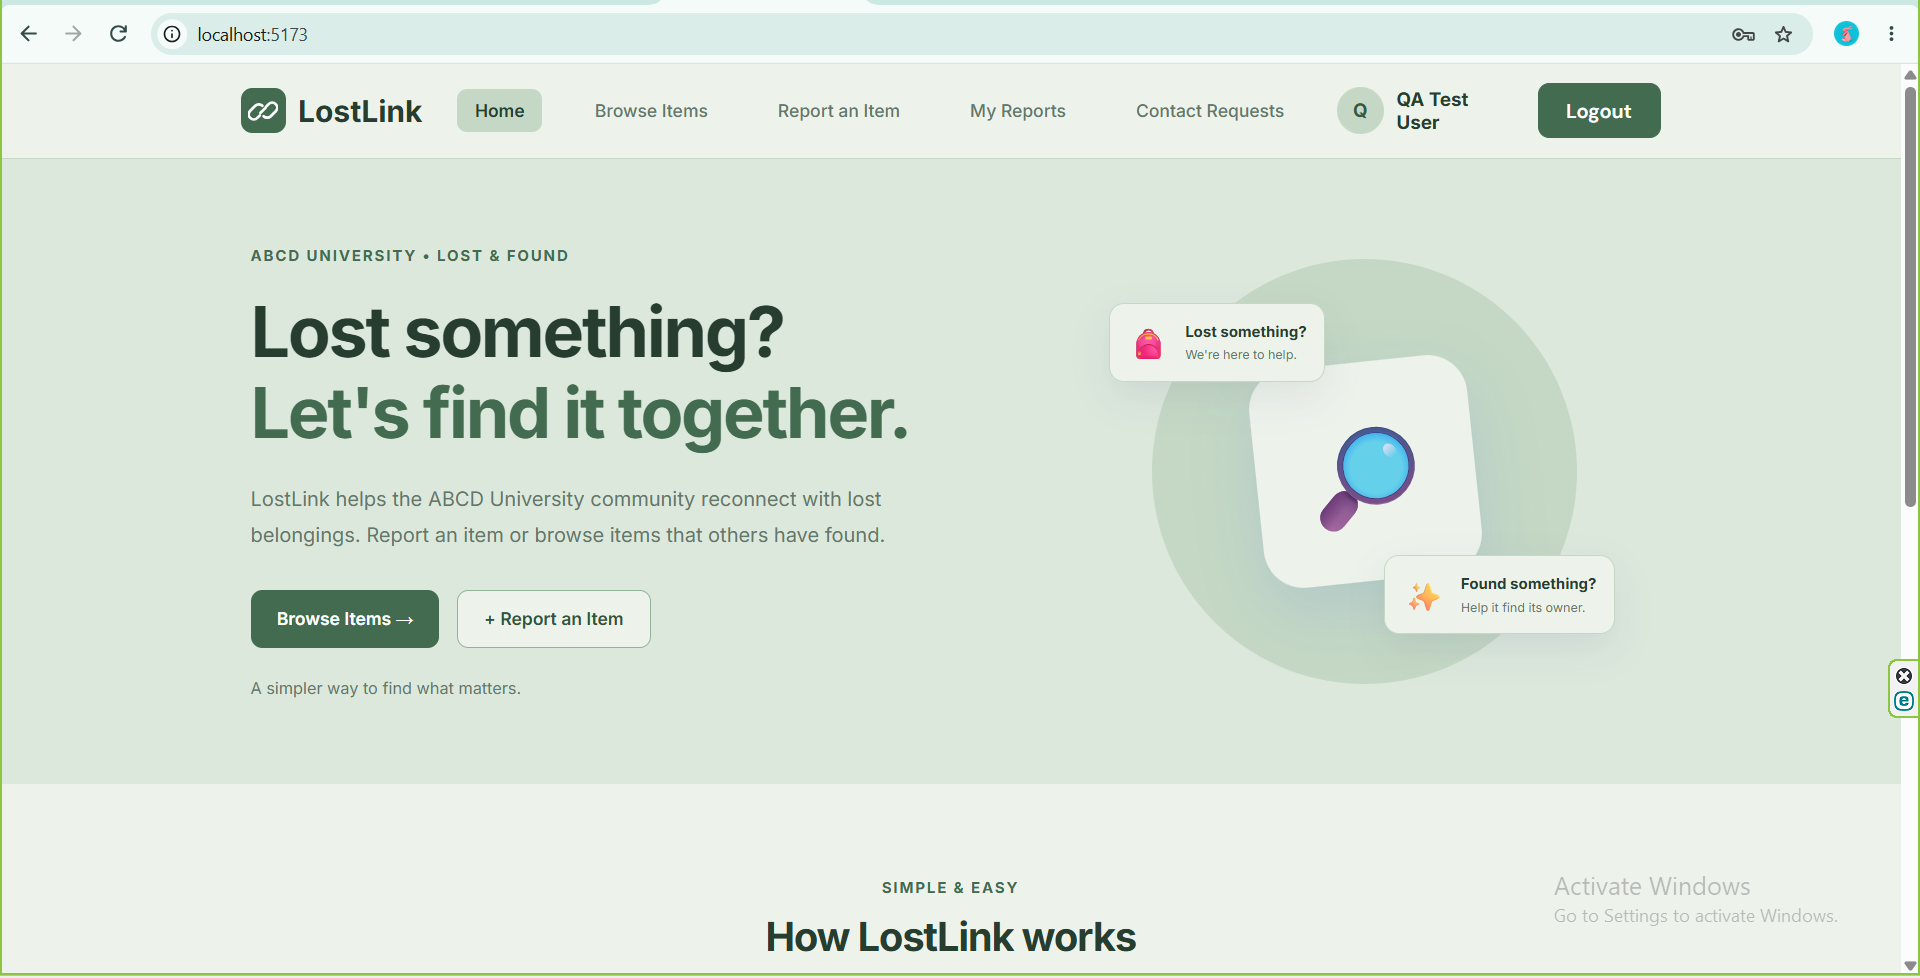 localhost:5173
LostLink
Home
Browse Items
Report an Item
My Reports
Contact Requests
Q
QA Test
User
Logout
ABCD UNIVERSITY • LOST & FOUND
Lost something?
Let's find it together.
LostLink helps the ABCD University community reconnect with lost
belongings. Report an item or browse items that others have found.
Browse Items →
+ Report an Item
A simpler way to find what matters.
Lost something?
We're here to help.
Found something?
Help it find its owner.
e
SIMPLE & EASY
How LostLink works
Activate Windows
Go to Settings to activate Windows.